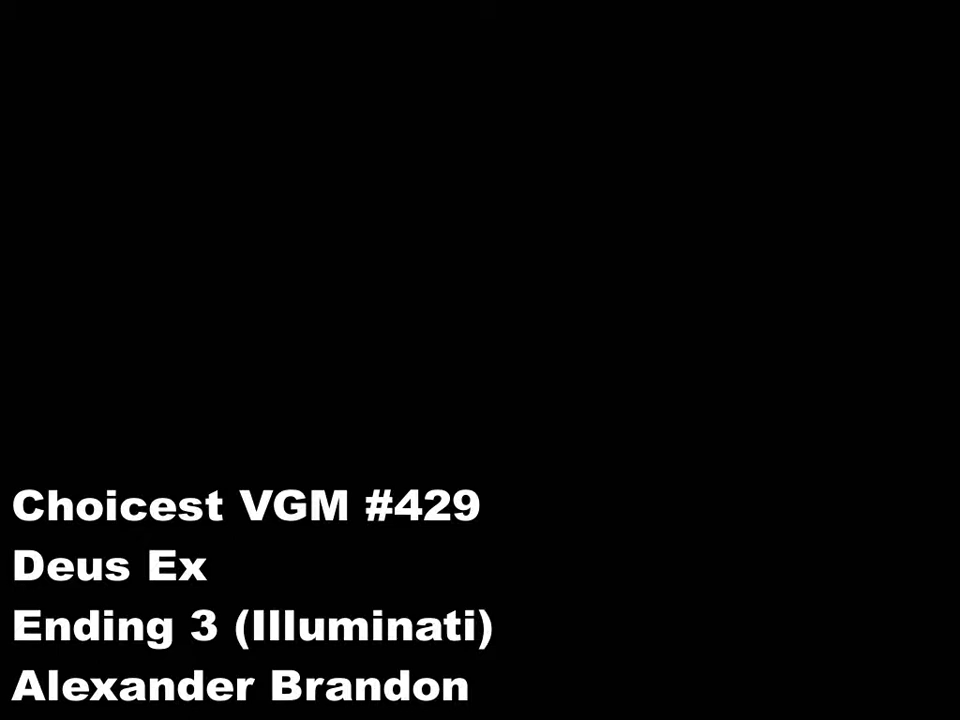 Choicest VGM #429
Deus Ex
Ending 3 (Illuminati)
Alexander Brandon